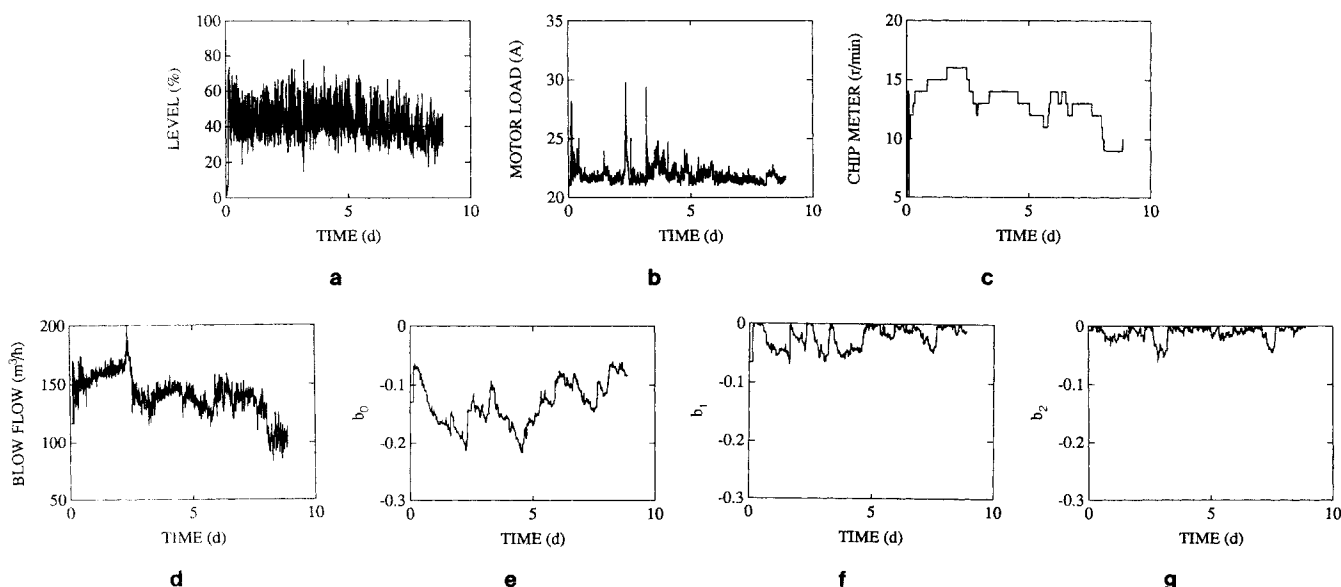 100
80
60
40
20
0
LEVEL (%)
0 5 10
TIME (d)
a
35
30
25
20
MOTOR LOAD (A)
0 5 10
TIME (d)
b
20
15
10
5
CHIP METER (r/min)
0 5 10
TIME (d)
c
200
150
100
50
BLOW FLOW (m³/h)
0 5 10
TIME (d)
d
0
-0.1
-0.2
-0.3
b₀
0 5 10
TIME (d)
e
0
-0.1
-0.2
-0.3
b₁
0 5 10
TIME (d)
f
0
-0.1
-0.2
-0.3
b₂
0 5 10
TIME (d)
g